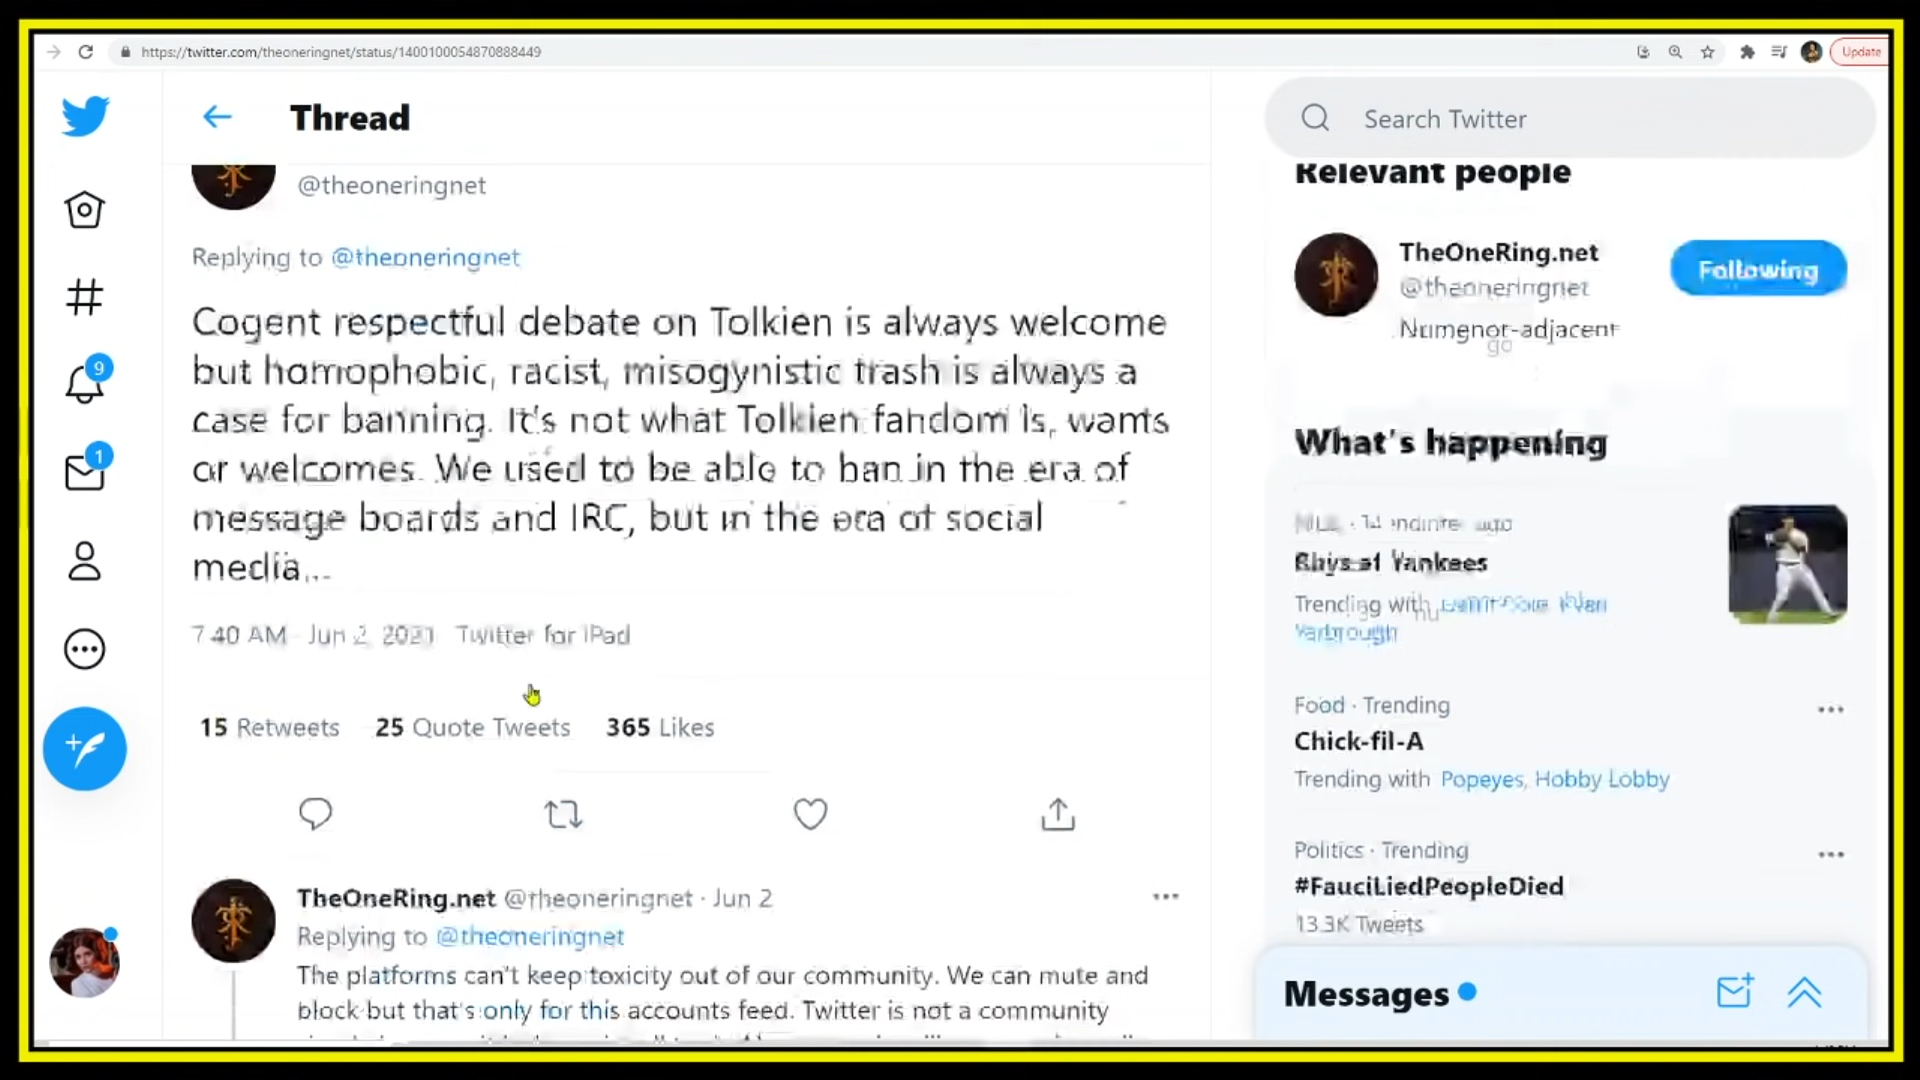 https://twitter.com/theoneringnet/status/1400100054870888449
Update
Thread
Search Twitter
@theoneringnet
Replying to @theoneringnet
Cogent respectful debate on Tolkien is always welcome
but homophobic, racist, misogynistic trash is always a
case for banning. It's not what Tolkien fandom is, wants
or welcomes. We used to be able to ban in the era of
message boards and IRC, but in the era of social
media...
7:40 AM · Jun 2, 2021 · Twitter for iPad
15 Retweets 25 Quote Tweets 365 Likes
TheOneRing.net @theoneringnet · Jun 2
Replying to @theoneringnet
The platforms can't keep toxicity out of our community. We can mute and
block but that's only for this accounts feed. Twitter is not a community
Relevant people
TheOneRing.net
@theoneringnet
Following
Numenor-adjacent
What's happening
ago
Rays at Yankees
Trending with
Yarbrough
Food · Trending
Chick-fil-A
Trending with Popeyes, Hobby Lobby
Politics · Trending
#FauciLiedPeopleDied
13.3K Tweets
Messages
9
1